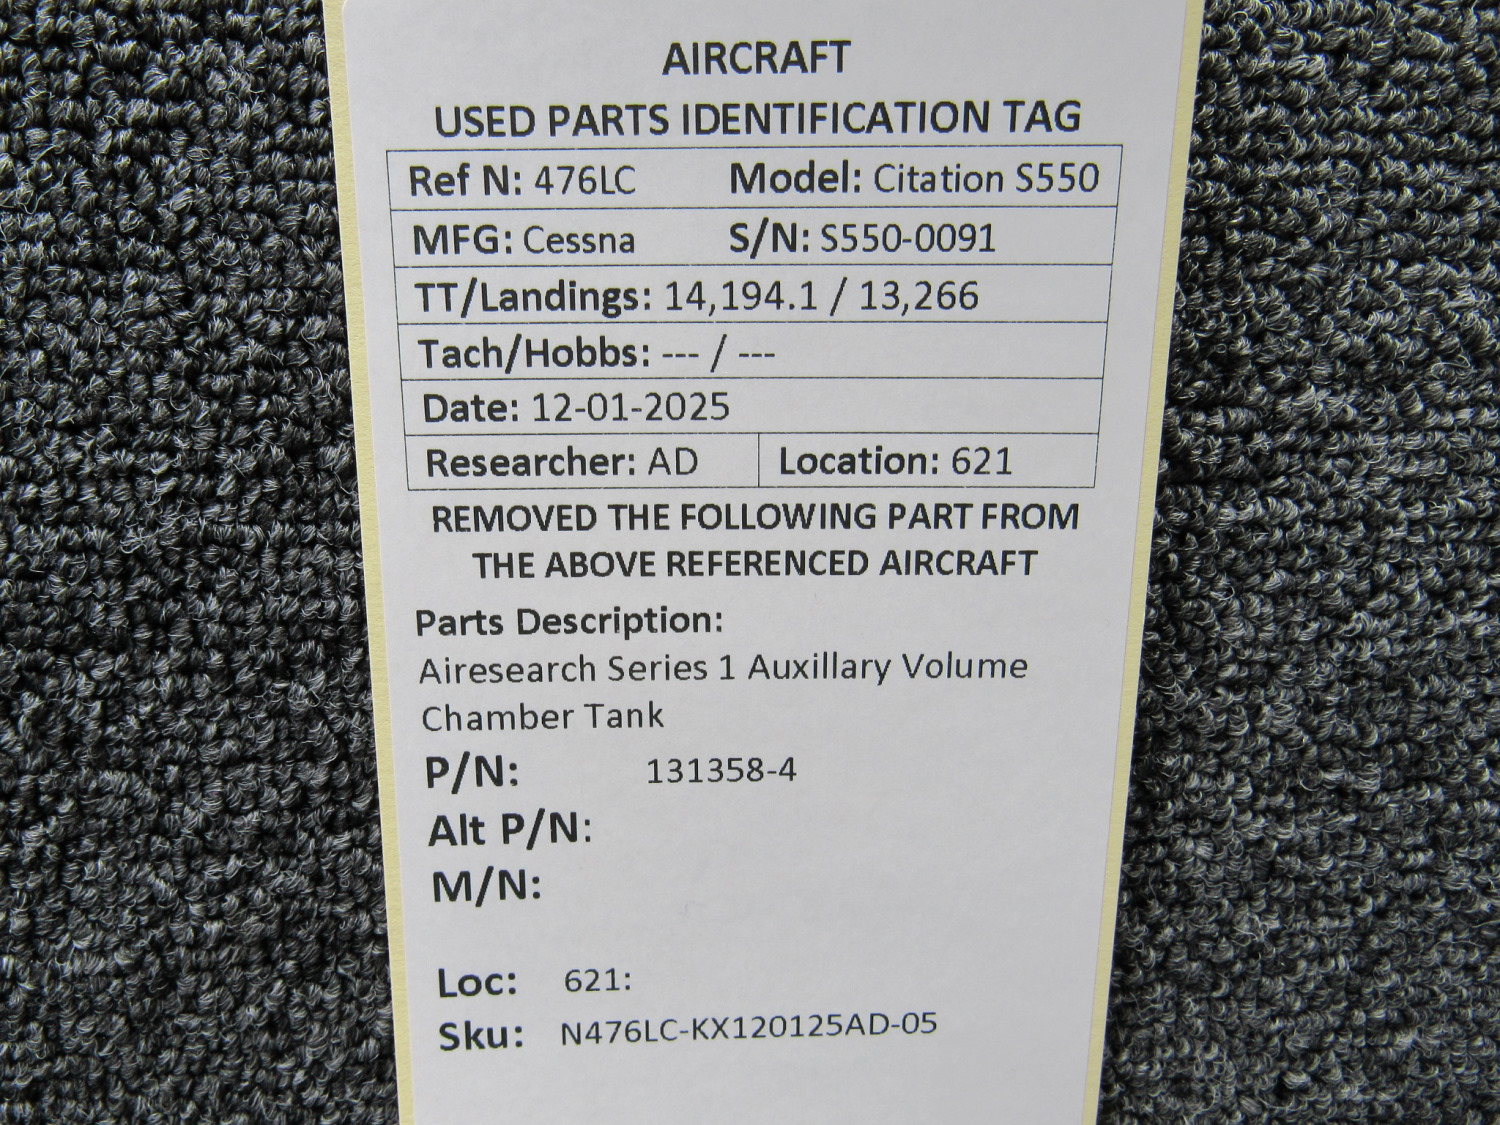 AIRCRAFT
USED PARTS IDENTIFICATION TAG
Ref N: 476LC Model: Citation S550
MFG: Cessna S/N: S550-0091
TT/Landings: 14,194.1 / 13,266
Tach/Hobbs: --- / ---
Date: 12-01-2025
Researcher: AD Location: 621
REMOVED THE FOLLOWING PART FROM
THE ABOVE REFERENCED AIRCRAFT
Parts Description:
Airesearch Series 1 Auxillary Volume
Chamber Tank
P/N: 131358-4
Alt P/N:
M/N:
Loc: 621:
Sku: N476LC-KX120125AD-05